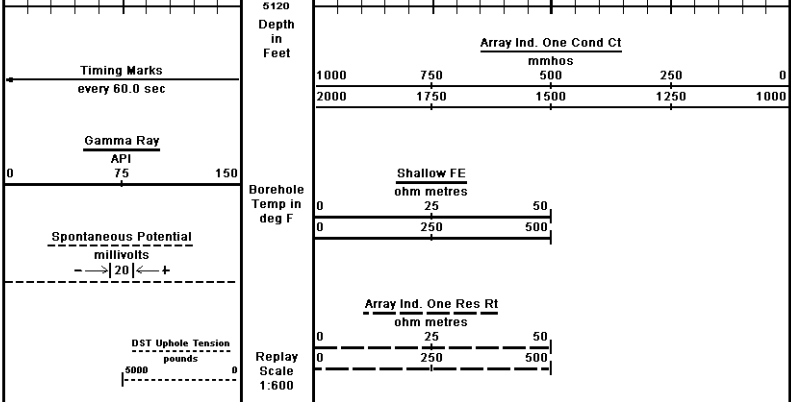 5120
Depth
in
Feet
Timing Marks
every 60.0 sec
Array Ind. One Cond Ct
mmhos
1000 750 500 250 0
2000 1750 1500 1250 1000
Gamma Ray
API
0 75 150
Borehole
Temp in
deg F
Shallow FE
ohm metres
0 25 50
0 250 500
Spontaneous Potential
millivolts
- 20 +
Array Ind. One Res Rt
ohm metres
0 25 50
0 250 500
DST Uphole Tension
pounds
5000 0
Replay
Scale
1:600